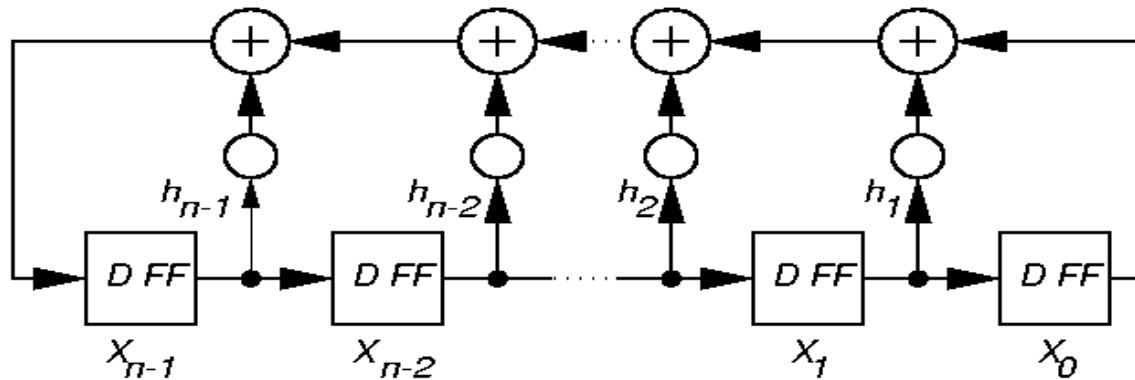 + + + +
h_{n-1} h_{n-2} h_2 h_1
D FF D FF D FF D FF
X_{n-1} X_{n-2} X_1 X_0